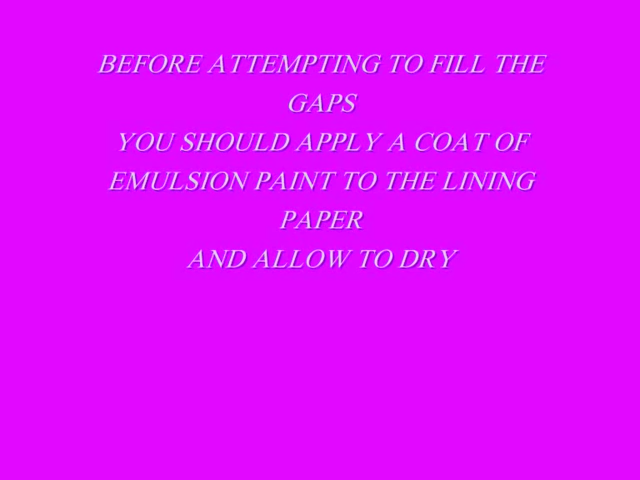 BEFORE ATTEMPTING TO FILL THE
GAPS
YOU SHOULD APPLY A COAT OF
EMULSION PAINT TO THE LINING
PAPER
AND ALLOW TO DRY